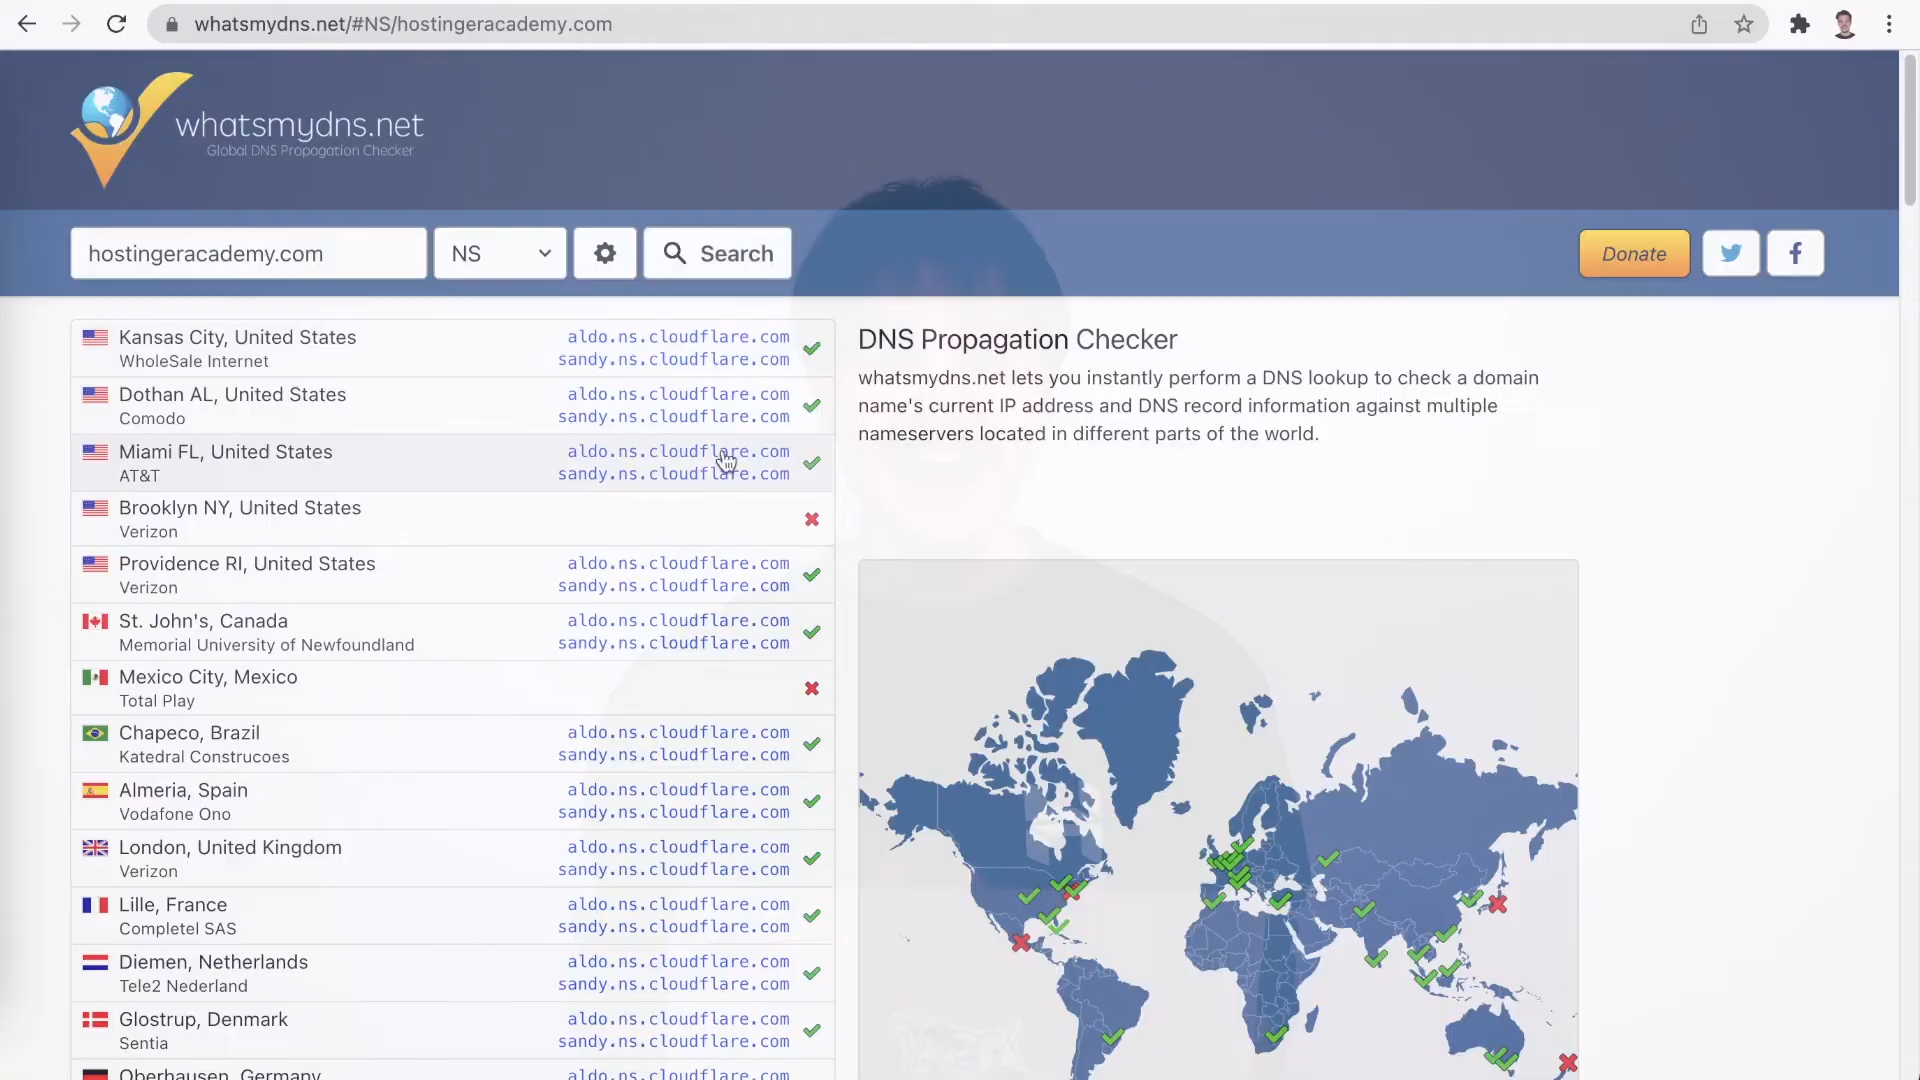 whatsmydns.net/#NS/hostingeracademy.com
whatsmydns.net
Global DNS Propagation Checker
hostingeracademy.com
NS
Search
Donate
Kansas City, United States
WholeSale Internet
aldo.ns.cloudflare.com
sandy.ns.cloudflare.com
Dothan AL, United States
Comodo
aldo.ns.cloudflare.com
sandy.ns.cloudflare.com
Miami FL, United States
AT&T
aldo.ns.cloudflare.com
sandy.ns.cloudflare.com
Brooklyn NY, United States
Verizon
Providence RI, United States
Verizon
aldo.ns.cloudflare.com
sandy.ns.cloudflare.com
St. John's, Canada
Memorial University of Newfoundland
aldo.ns.cloudflare.com
sandy.ns.cloudflare.com
Mexico City, Mexico
Total Play
Chapeco, Brazil
Katedral Construcoes
aldo.ns.cloudflare.com
sandy.ns.cloudflare.com
Almeria, Spain
Vodafone Ono
aldo.ns.cloudflare.com
sandy.ns.cloudflare.com
London, United Kingdom
Verizon
aldo.ns.cloudflare.com
sandy.ns.cloudflare.com
Lille, France
Completel SAS
aldo.ns.cloudflare.com
sandy.ns.cloudflare.com
Diemen, Netherlands
Tele2 Nederland
aldo.ns.cloudflare.com
sandy.ns.cloudflare.com
Glostrup, Denmark
Sentia
aldo.ns.cloudflare.com
sandy.ns.cloudflare.com
Oberhausen, Germany
aldo.ns.cloudflare.com
DNS Propagation Checker
whatsmydns.net lets you instantly perform a DNS lookup to check a domain
name's current IP address and DNS record information against multiple
nameservers located in different parts of the world.